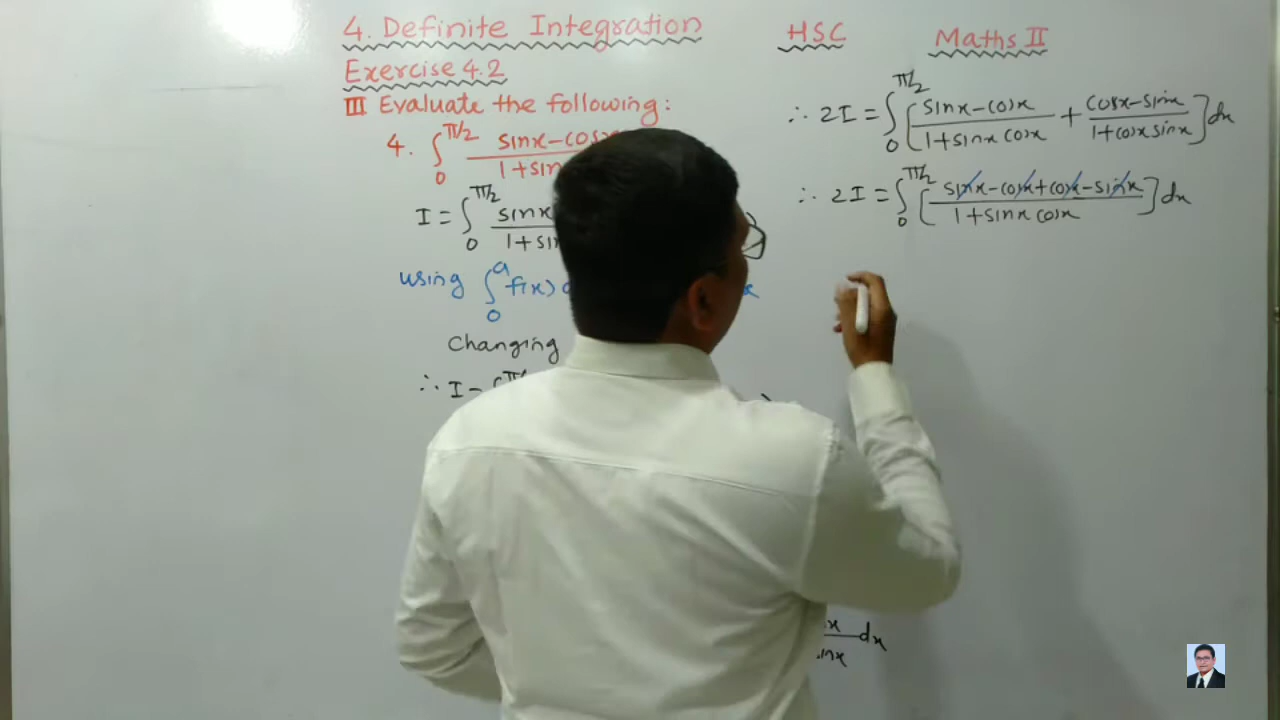 4. Definite Integration HSC Maths II
Exercise 4.2
III Evaluate the following:
4. ∫₀^{π/2} sinx-cosx / 1+sin
I = ∫₀^{π/2} sinx / 1+sin
using ∫₀^a f(x) x
Changing
∴ I =
∴ 2I = ∫₀^{π/2} [ sinx-cosx / 1+sinx cosx + cosx-sinx / 1+cosx sinx ] dx
∴ 2I = ∫₀^{π/2} [ sinx-cosx+cosx-sinx / 1+sinx cosx ] dx
x / inx dx